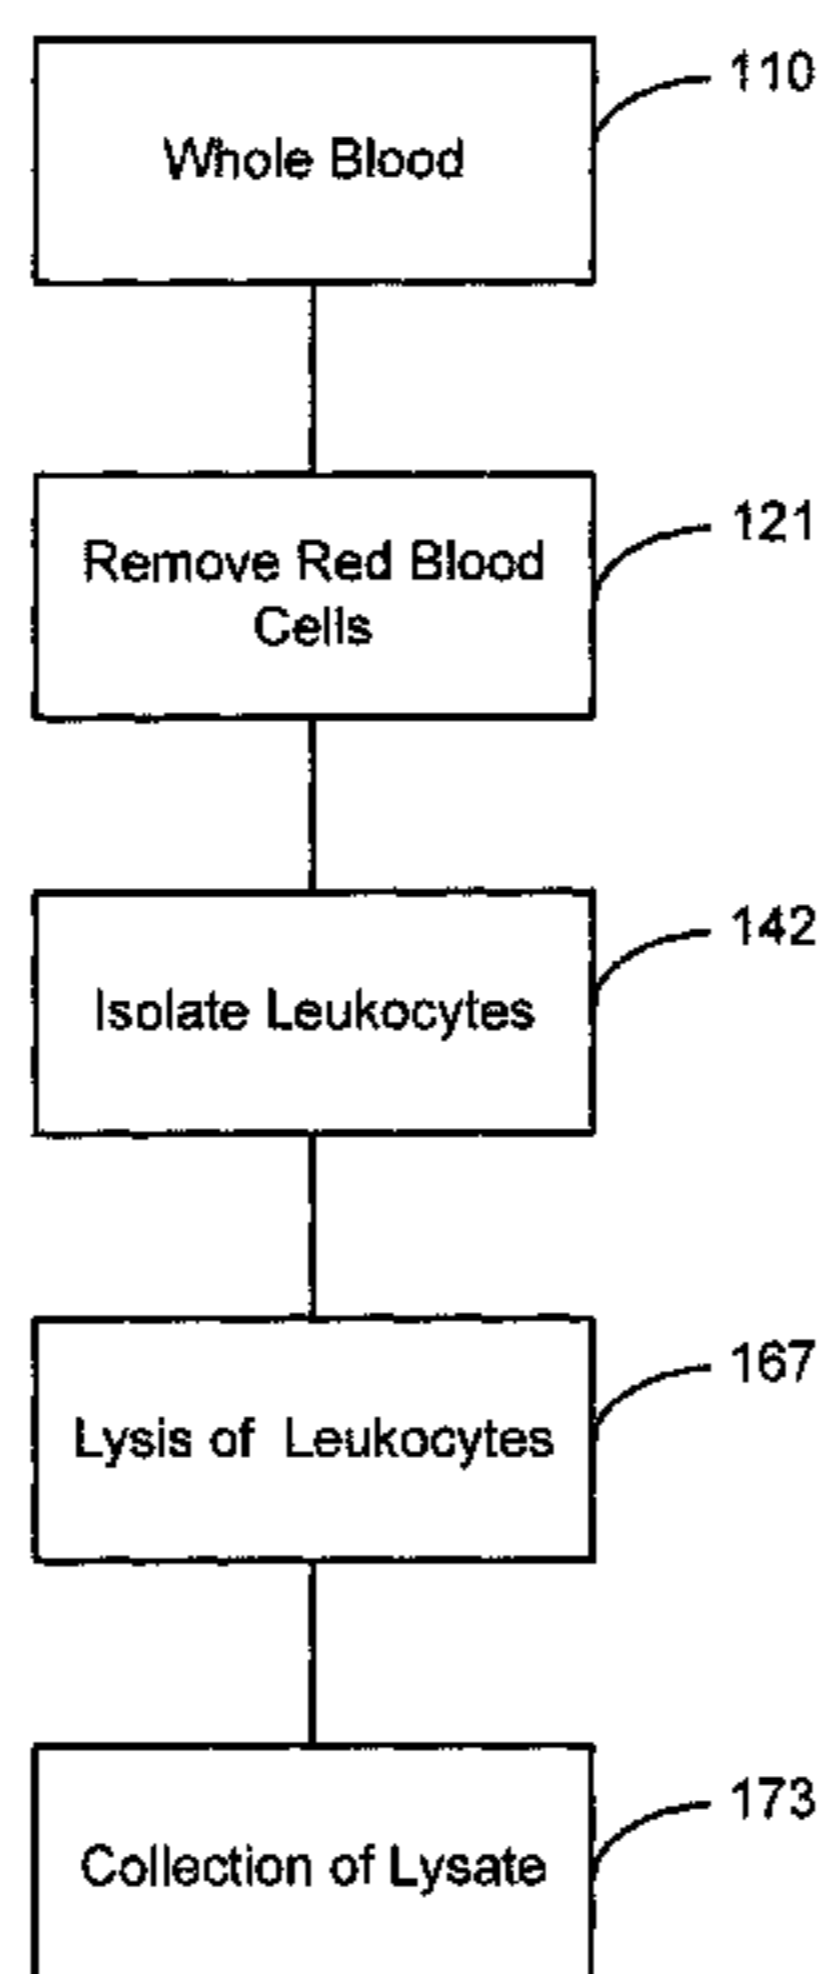 Whole Blood
110
Remove Red Blood
Cells
121
Isolate Leukocytes
142
Lysis of Leukocytes
167
Collection of Lysate
173